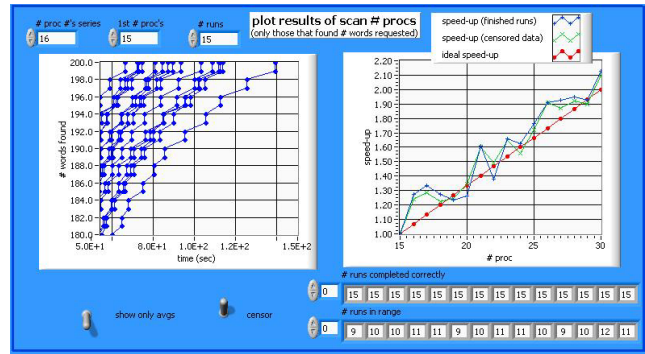 # proc #'s series
1st # proc's
# runs
16
15
15
plot results of scan # procs
(only those that found # words requested)
speed-up (finished runs)
speed-up (censored data)
ideal speed-up
# words found
200.0
198.0
196.0
194.0
192.0
190.0
188.0
186.0
184.0
182.0
180.0
5.0E+1
8.0E+1
1.0E+2
1.2E+2
1.5E+2
time (sec)
speed-up
2.20
2.10
2.00
1.90
1.80
1.70
1.60
1.50
1.40
1.30
1.20
1.10
1.00
15
20
25
30
# proc
# runs completed correctly
0
15 15 15 15 15 15 15 15 15 15 15 15 15
show only avgs
censor
# runs in range
0
9 10 10 11 11 9 10 11 11 10 9 10 12 11